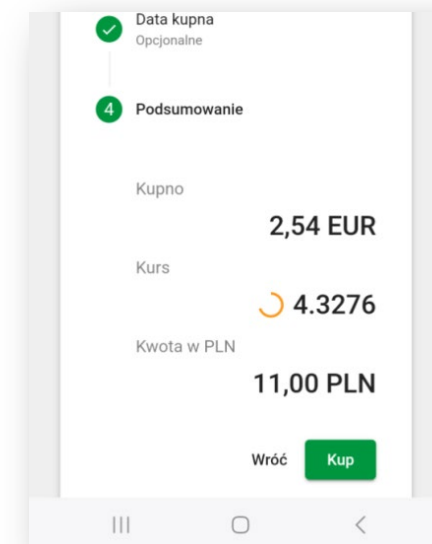 Data kupna
Opcjonalne
4 Podsumowanie
Kupno
2,54 EUR
Kurs
4.3276
Kwota w PLN
11,00 PLN
Wróć Kup